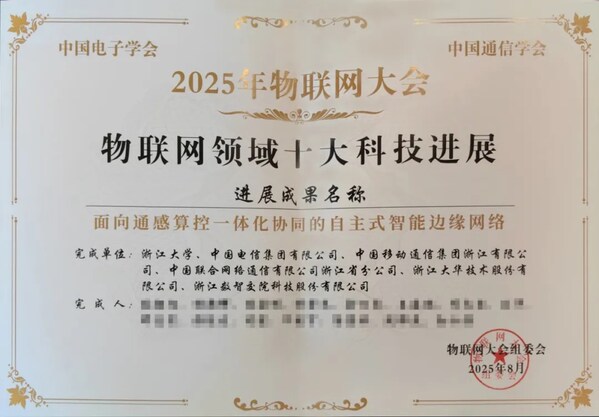 中国电子学会
中国通信学会
2025年物联网大会
物联网领域十大科技进展
进展成果名称
面向通感算控一体化协同的自主式智能边缘网络
完成单位：浙江大学、中国电信集团有限公司、中国移动通信集团浙江有限公
司、中国联合网络通信有限公司浙江省分公司、浙江大华技术股份有
限公司、浙江数智交院科技股份有限公司
完 成 人：
物联网大会组委会
2025年8月